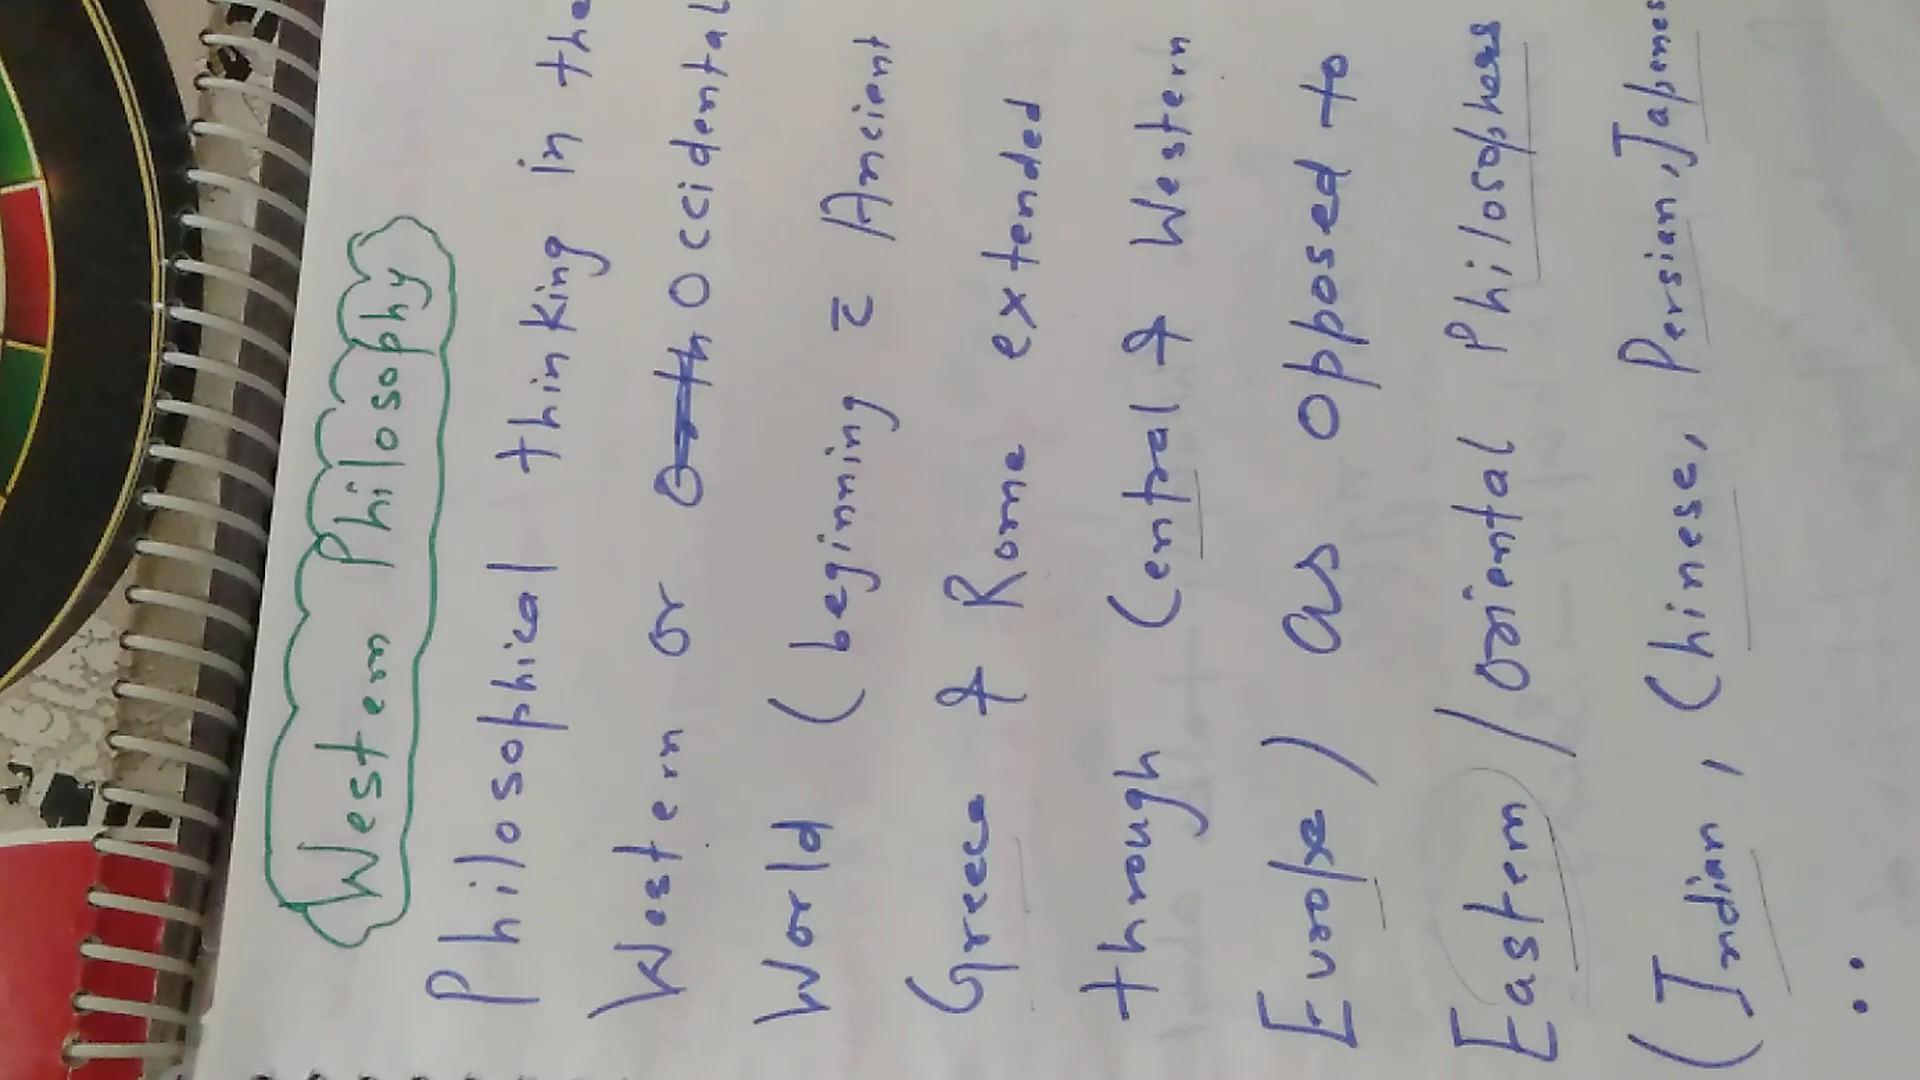 Western Philosophy
Philosophical thinking in the
Western or Occidental
World (beginning c̄ Ancient
Greece & Rome extended
through Central & Western
Europe) as opposed to
Eastern/oriental Philosophers
(Indian, Chinese, Persian, Japenes